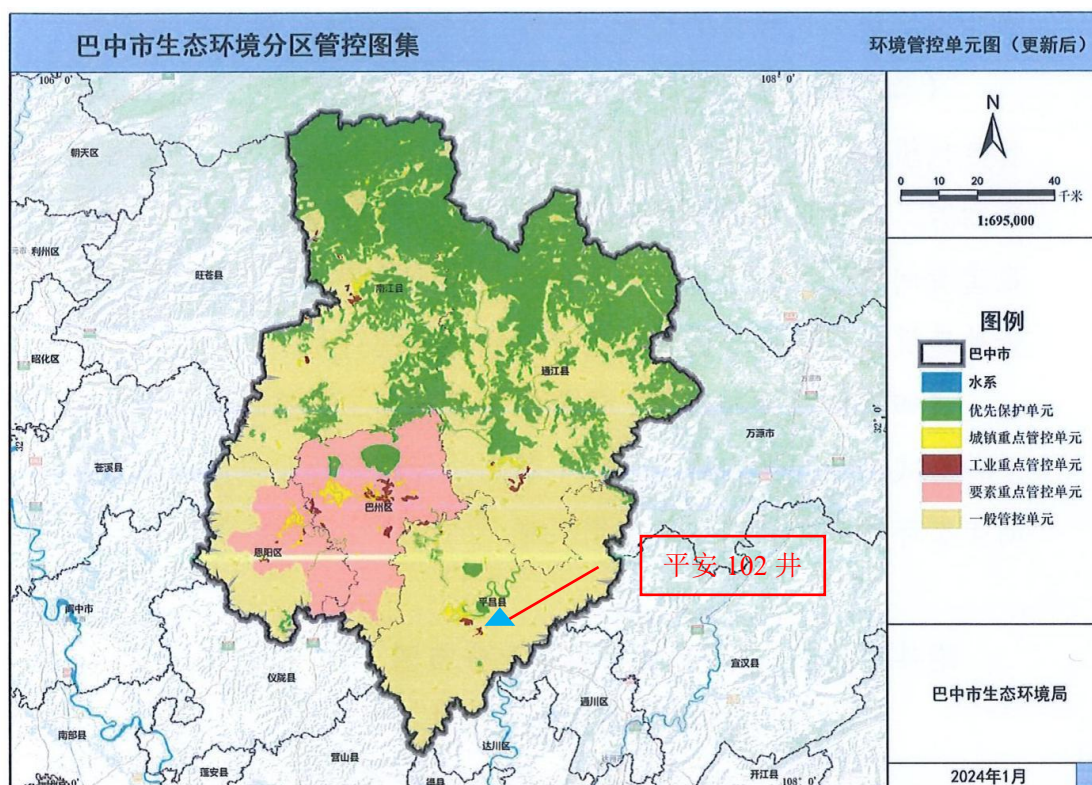 巴中市生态环境分区管控图集
环境管控单元图（更新后）
106°0′
108°0′
朝天区
利州区
旺苍县
南江县
昭化区
通江县
万源市
32°0′
32°0′
苍溪县
巴州区
恩阳区
平安 102 井
阆中市
平昌县
仪陇县
宣汉县
通川区
南部县
营山县
达川区
蓬安县
开江县
108°0′
N
0 10 20 40
千米
1:695,000
图例
巴中市
水系
优先保护单元
城镇重点管控单元
工业重点管控单元
要素重点管控单元
一般管控单元
巴中市生态环境局
2024年1月